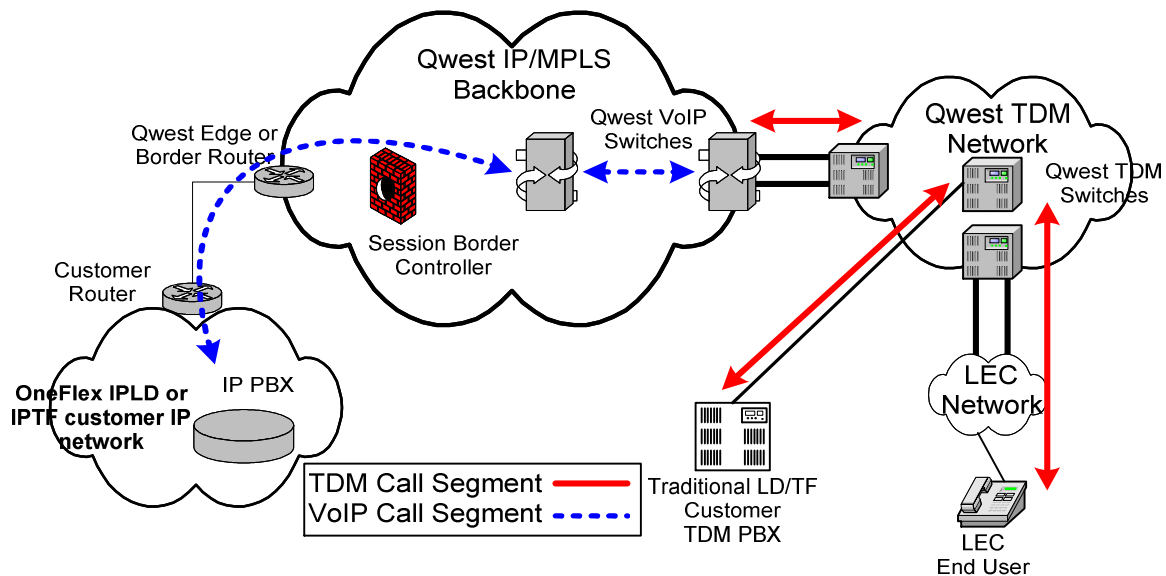 Qwest IP/MPLS
Backbone
Qwest Edge or
Border Router
Qwest VoIP
Switches
Qwest TDM
Network
Qwest TDM
Switches
Session Border
Controller
Customer
Router
IP PBX
OneFlex IPLD or
IPTF customer IP
network
LEC
Network
TDM Call Segment
VoIP Call Segment
Traditional LD/TF
Customer
TDM PBX
LEC
End User